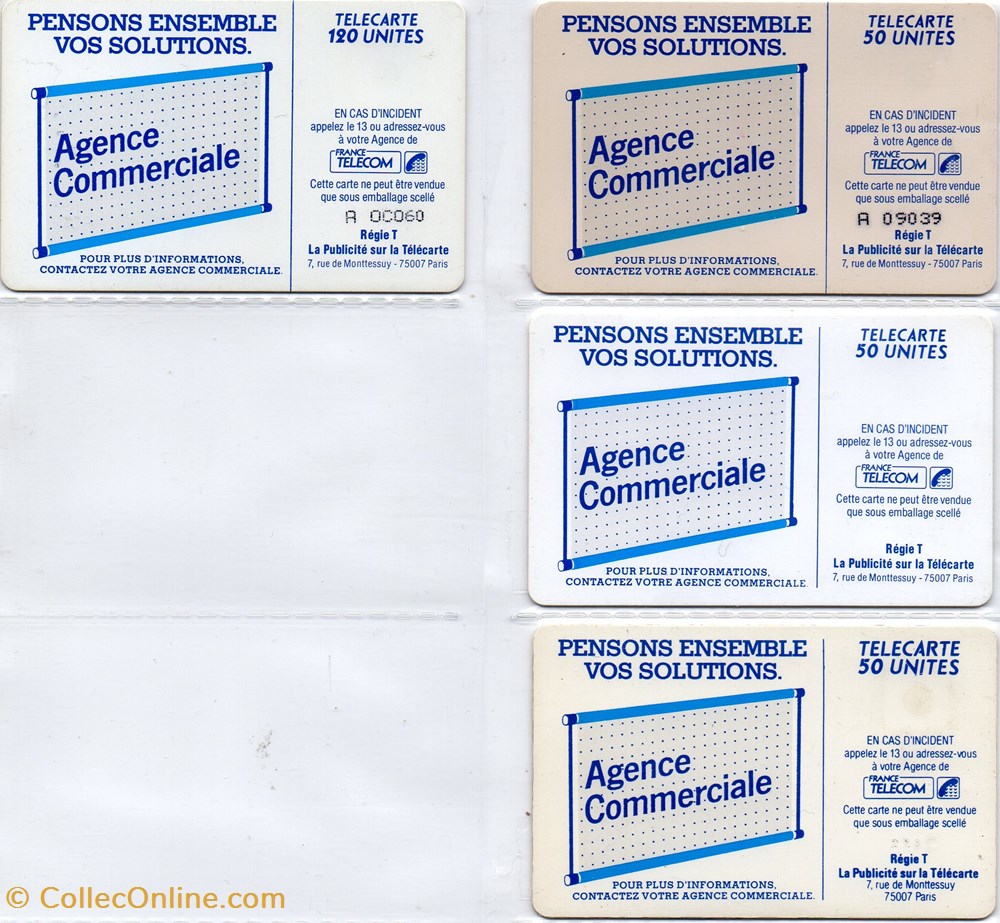 PENSONS ENSEMBLE
VOS SOLUTIONS.
Agence
Commerciale
POUR PLUS D'INFORMATIONS,
CONTACTEZ VOTRE AGENCE COMMERCIALE.
TELECARTE
120 UNITES
EN CAS D'INCIDENT
appelez le 13 ou adressez-vous
à votre Agence de
FRANCE
TELECOM
Cette carte ne peut être vendue
que sous emballage scellé
A 0C060
Régie T
La Publicité sur la Télécarte
7, rue de Monttessuy - 75007 Paris
PENSONS ENSEMBLE
VOS SOLUTIONS.
Agence
Commerciale
POUR PLUS D'INFORMATIONS,
CONTACTEZ VOTRE AGENCE COMMERCIALE.
TELECARTE
50 UNITES
EN CAS D'INCIDENT
appelez le 13 ou adressez-vous
à votre Agence de
FRANCE
TELECOM
Cette carte ne peut être vendue
que sous emballage scellé
A 09039
Régie T
La Publicité sur la Télécarte
7, rue de Monttessuy - 75007 Paris
PENSONS ENSEMBLE
VOS SOLUTIONS.
Agence
Commerciale
POUR PLUS D'INFORMATIONS,
CONTACTEZ VOTRE AGENCE COMMERCIALE.
TELECARTE
50 UNITES
EN CAS D'INCIDENT
appelez le 13 ou adressez-vous
à votre Agence de
FRANCE
TELECOM
Cette carte ne peut être vendue
que sous emballage scellé
Régie T
La Publicité sur la Télécarte
7, rue de Monttessuy - 75007 Paris
PENSONS ENSEMBLE
VOS SOLUTIONS.
Agence
Commerciale
POUR PLUS D'INFORMATIONS,
CONTACTEZ VOTRE AGENCE COMMERCIALE.
TELECARTE
50 UNITES
EN CAS D'INCIDENT
appelez le 13 ou adressez-vous
à votre Agence de
FRANCE
TELECOM
Cette carte ne peut être vendue
que sous emballage scellé
Régie T
La Publicité sur la Télécarte
7, rue de Monttessuy
75007 Paris
© CollecOnline.com